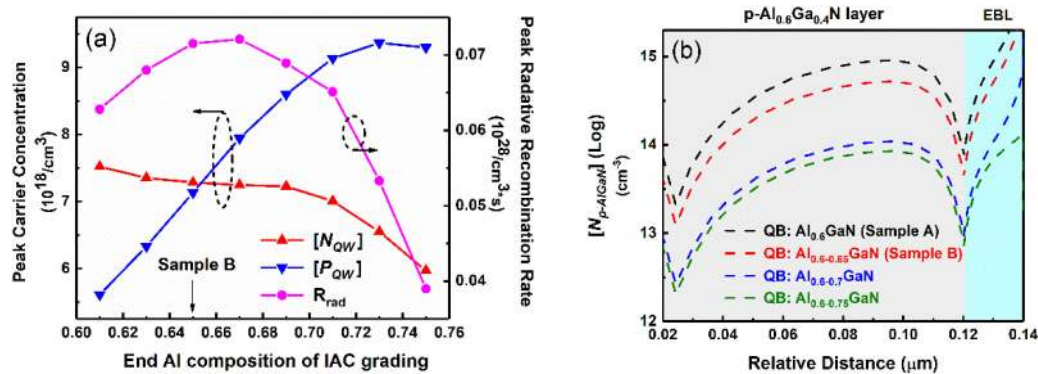 (a)
Peak Carrier Concentration
(10^18/cm^3)
9
8
7
6
[N_QW]
[P_QW]
R_rad
Sample B
0.60 0.62 0.64 0.66 0.68 0.70 0.72 0.74 0.76
End Al composition of IAC grading
0.07
0.06
0.05
0.04
Peak Radiative Recombination Rate
(10^28/cm^3*s)
p-Al0.6Ga0.4N layer
EBL
(b)
[N_p-AlGaN] (Log)
(cm^-3)
15
14
13
12
QB: Al0.6GaN (Sample A)
QB: Al0.6-0.65GaN (Sample B)
QB: Al0.6-0.7GaN
QB: Al0.6-0.75GaN
0.02 0.04 0.06 0.08 0.10 0.12 0.14
Relative Distance (μm)